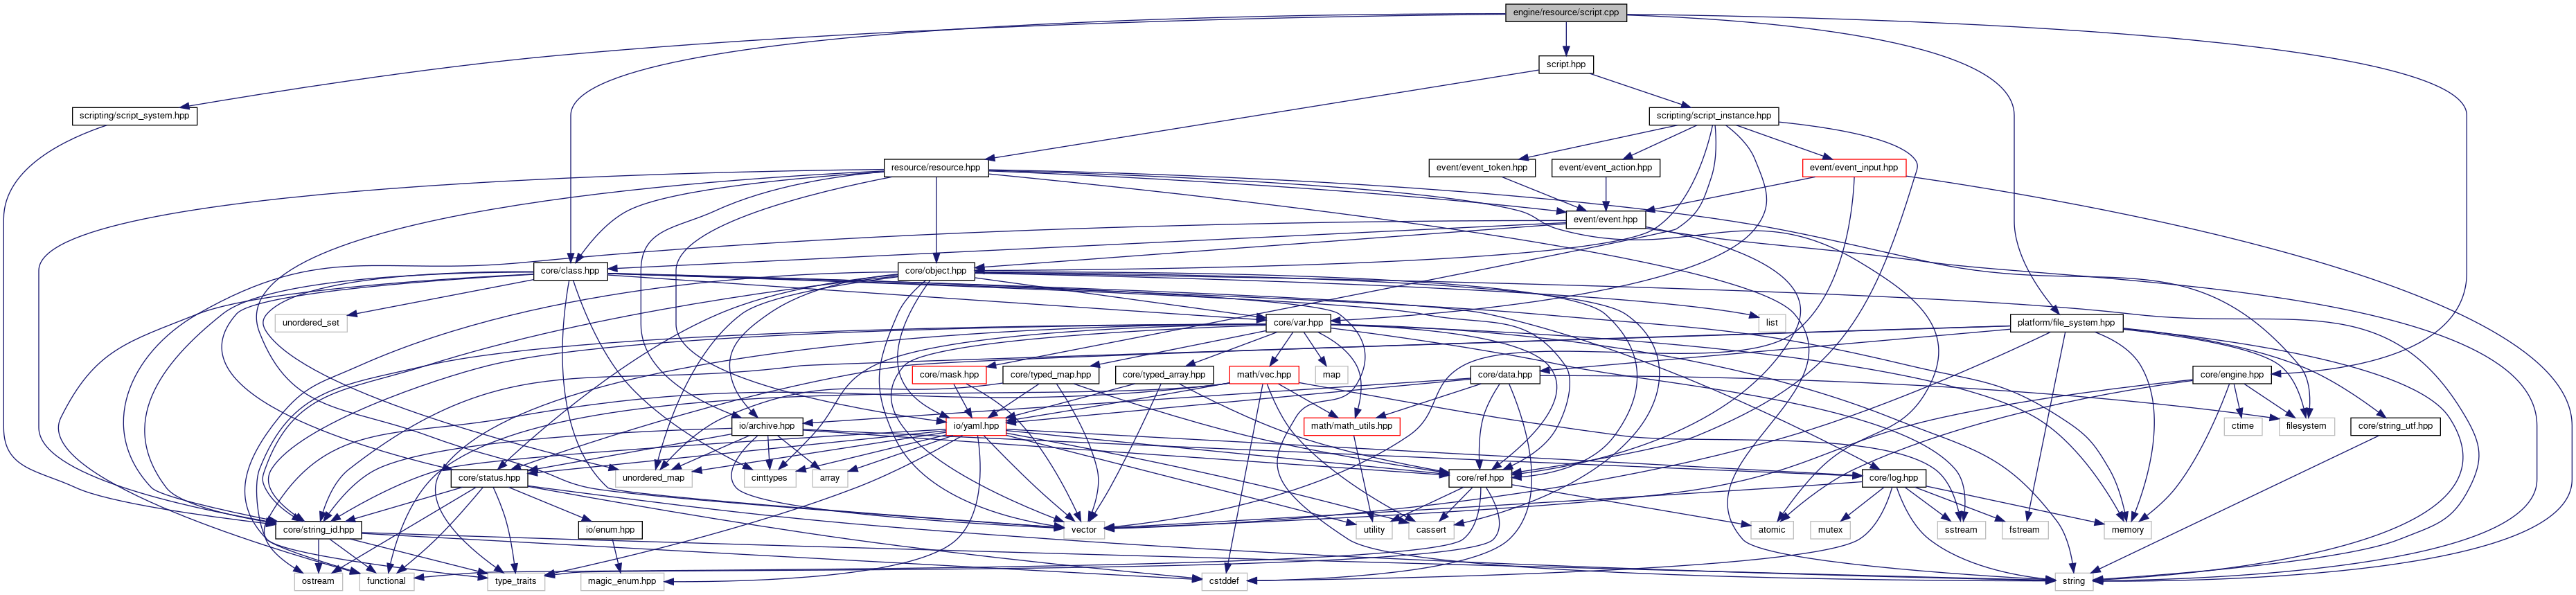 engine/resource/script.cpp
script.hpp
scripting/script_system.hpp
scripting/script_instance.hpp
resource/resource.hpp
event/event_token.hpp
event/event_action.hpp
event/event_input.hpp
event/event.hpp
core/class.hpp
core/object.hpp
unordered_set
core/var.hpp
list
platform/file_system.hpp
core/mask.hpp
core/typed_map.hpp
core/typed_array.hpp
math/vec.hpp
map
core/data.hpp
core/engine.hpp
io/archive.hpp
io/yaml.hpp
math/math_utils.hpp
ctime
filesystem
core/string_utf.hpp
core/status.hpp
unordered_map
cinttypes
array
core/ref.hpp
core/log.hpp
core/string_id.hpp
io/enum.hpp
vector
utility
cassert
atomic
mutex
sstream
fstream
memory
ostream
functional
type_traits
magic_enum.hpp
cstddef
string